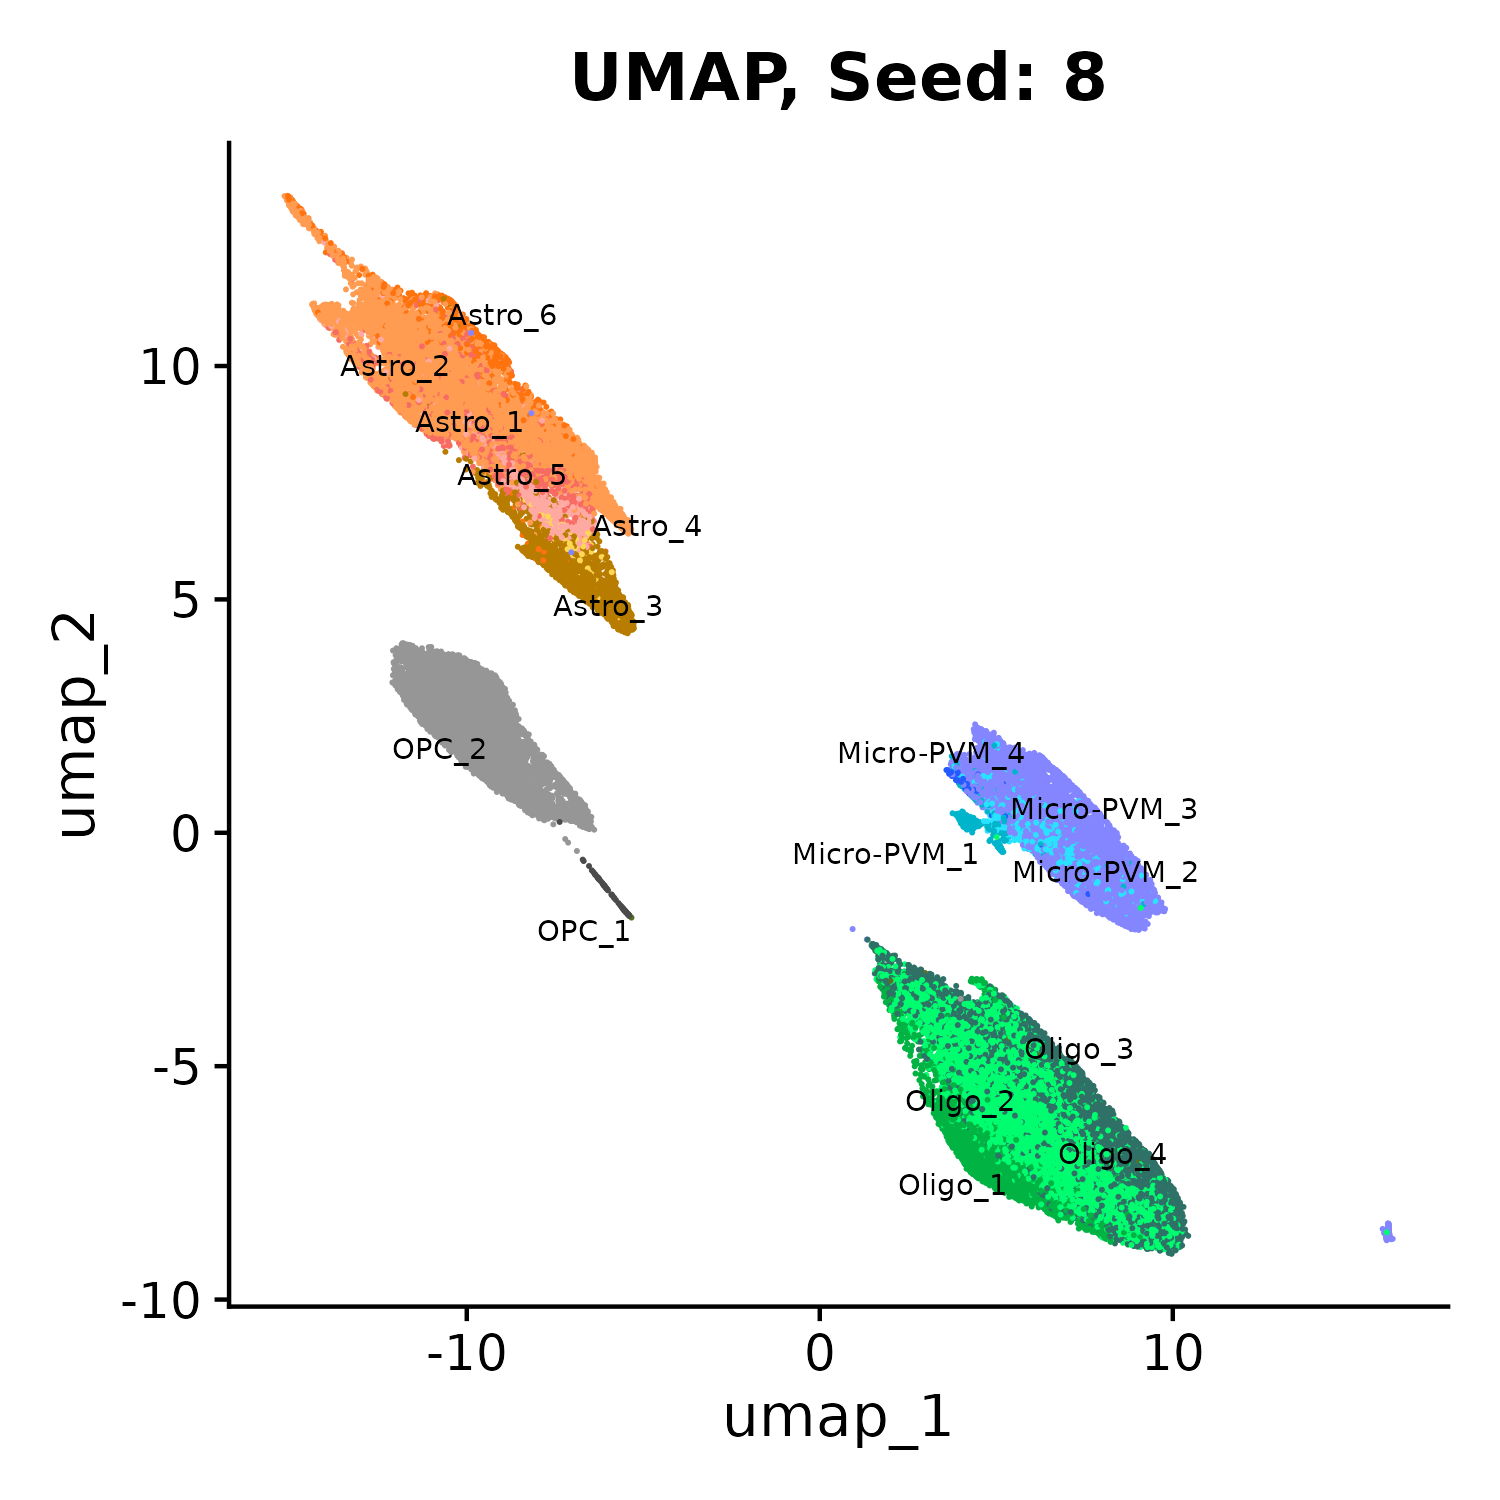 UMAP, Seed: 8
umap_2
10
5
0
-5
-10
Astro_6
Astro_2
Astro_1
Astro_5
Astro_4
Astro_3
OPC_2
Micro-PVM_4
Micro-PVM_3
Micro-PVM_1
Micro-PVM_2
OPC_1
Oligo_3
Oligo_2
Oligo_4
Oligo_1
-10
0
10
umap_1